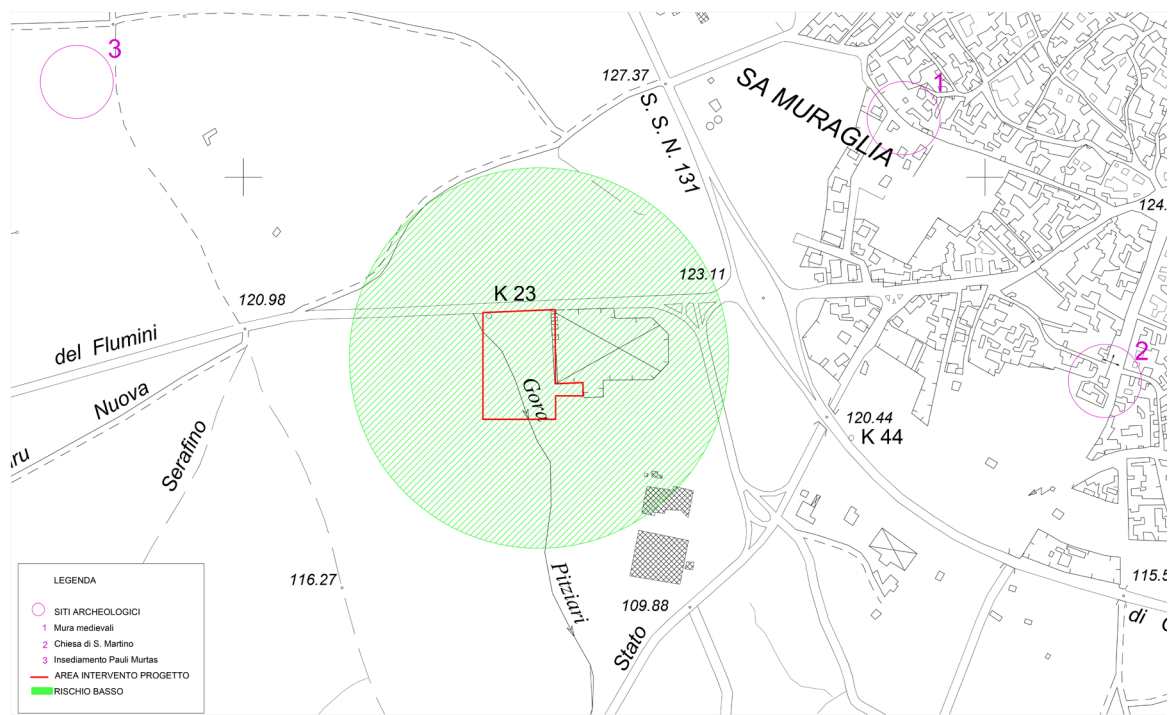 3
127.37
SA MURAGLIA
1
S. S. N. 131
124.
123.11
K 23
120.98
del Flumini
Nuova
Serafino
Gora
2
120.44
K 44
116.27
Pitziari
109.88
Stato
115.5
di
LEGENDA
SITI ARCHEOLOGICI
1 Mura medievali
2 Chiesa di S. Martino
3 Insediamento Pauli Murtas
AREA INTERVENTO PROGETTO
RISCHIO BASSO